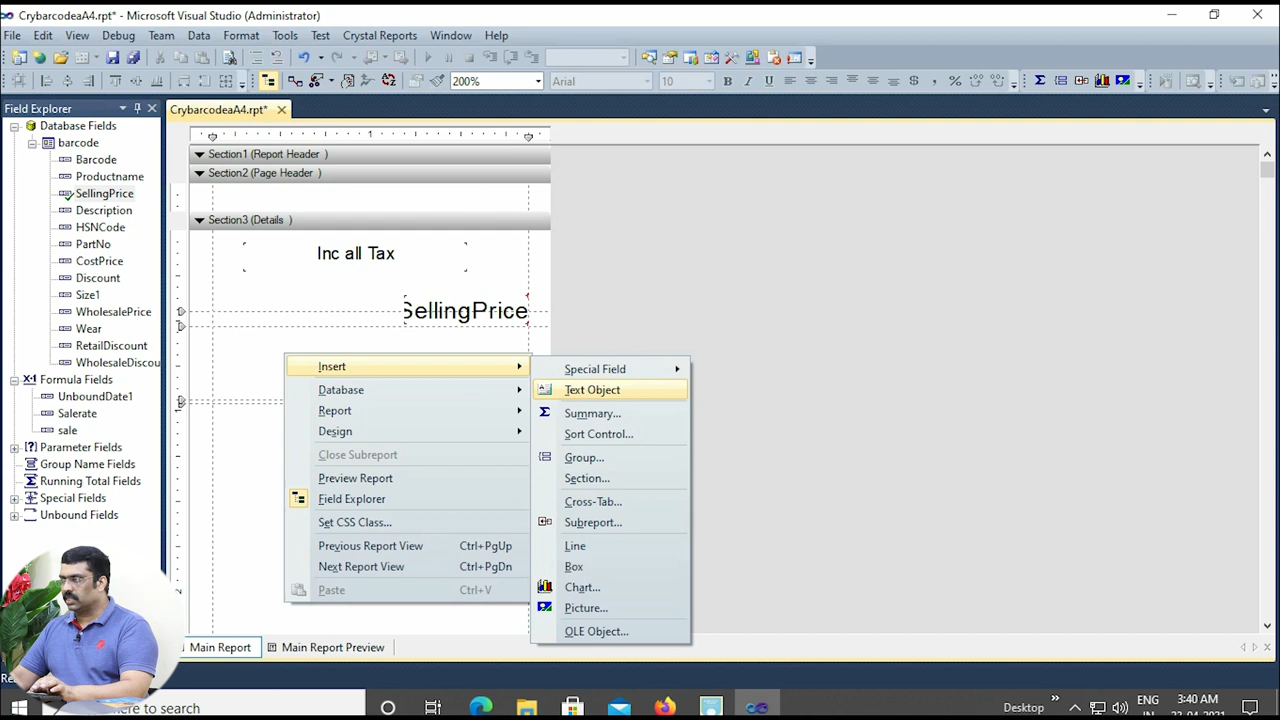 CrybarcodeaA4.rpt* - Microsoft Visual Studio (Administrator)
File Edit View Debug Team Data Format Tools Test Crystal Reports Window Help
200% Arial 10 B I U
Field Explorer
CrybarcodeaA4.rpt*
Database Fields
barcode
Barcode
Productname
SellingPrice
Description
HSNCode
PartNo
CostPrice
Discount
Size1
WholesalePrice
Wear
RetailDiscount
WholesaleDiscou
Formula Fields
UnboundDate1
Salerate
sale
Parameter Fields
Group Name Fields
Running Total Fields
Special Fields
Unbound Fields
1
Section1 (Report Header )
Section2 (Page Header )
Section3 (Details )
Inc all Tax
SellingPrice
Insert
Database
Report
Design
Close Subreport
Preview Report
Field Explorer
Set CSS Class...
Previous Report View Ctrl+PgUp
Next Report View Ctrl+PgDn
Paste Ctrl+V
Special Field
Text Object
Summary...
Sort Control...
Group...
Section...
Cross-Tab...
Subreport...
Line
Box
Chart...
Picture...
OLE Object...
2
Main Report Main Report Preview
here to search
Desktop
ENG
3:40 AM